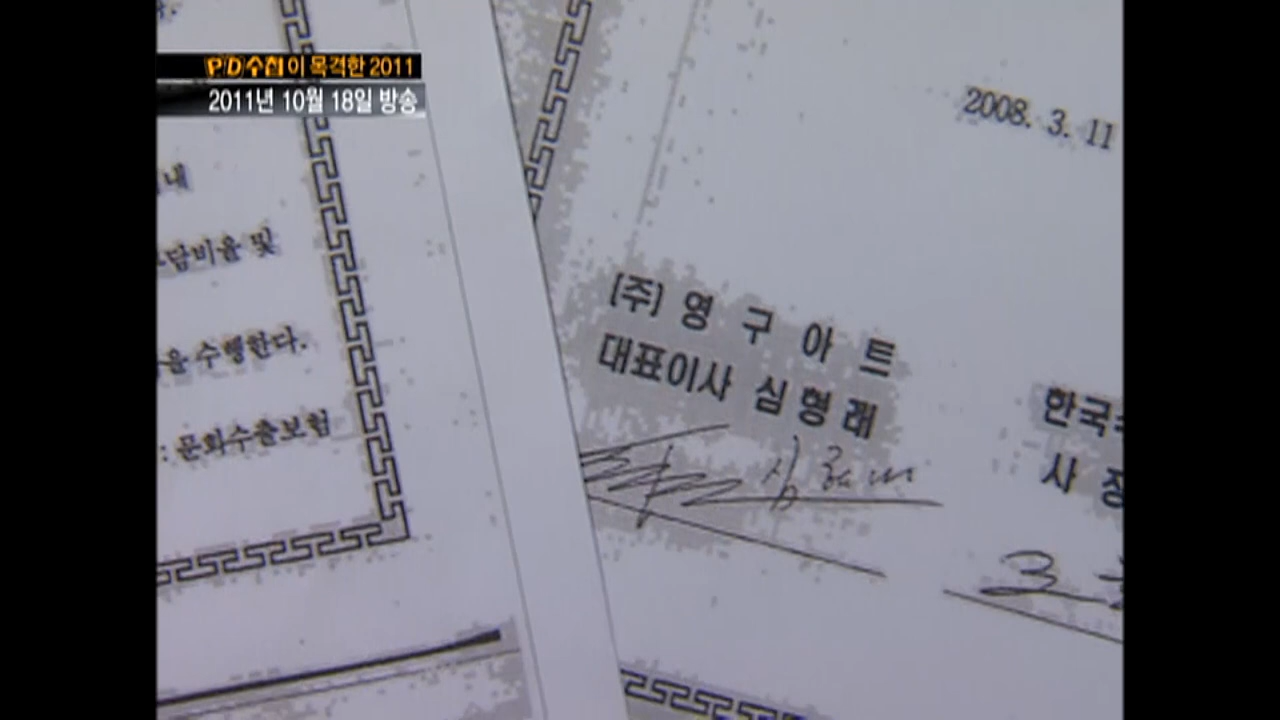 PD수첩이 목격한 2011
2011년 10월 18일 방송
내
담비율 및
을 수행한다.
: 문화수출보험
2008. 3. 11
(주) 영 구 아 트
대표이사 심 형 래
심형래
한국
사 장